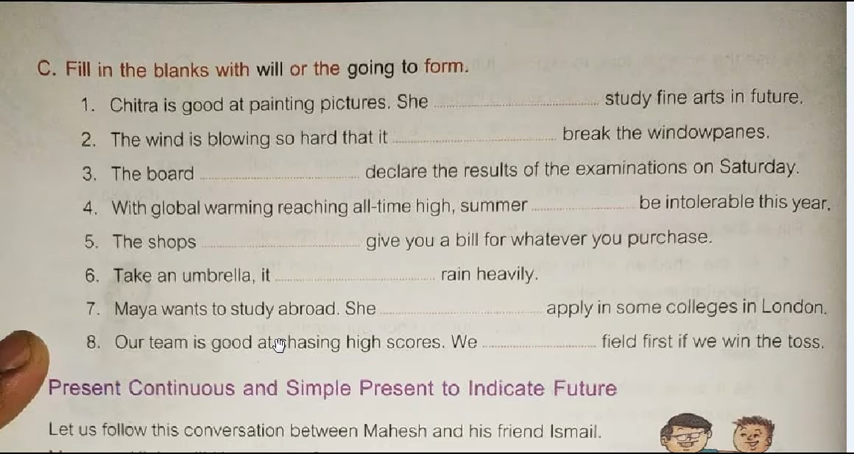 C. Fill in the blanks with will or the going to form.
1. Chitra is good at painting pictures. She ........................ study fine arts in future.
2. The wind is blowing so hard that it ........................ break the windowpanes.
3. The board ........................ declare the results of the examinations on Saturday.
4. With global warming reaching all-time high, summer ........................ be intolerable this year.
5. The shops ........................ give you a bill for whatever you purchase.
6. Take an umbrella, it ........................ rain heavily.
7. Maya wants to study abroad. She ........................ apply in some colleges in London.
8. Our team is good at chasing high scores. We ........................ field first if we win the toss.
Present Continuous and Simple Present to Indicate Future
Let us follow this conversation between Mahesh and his friend Ismail.